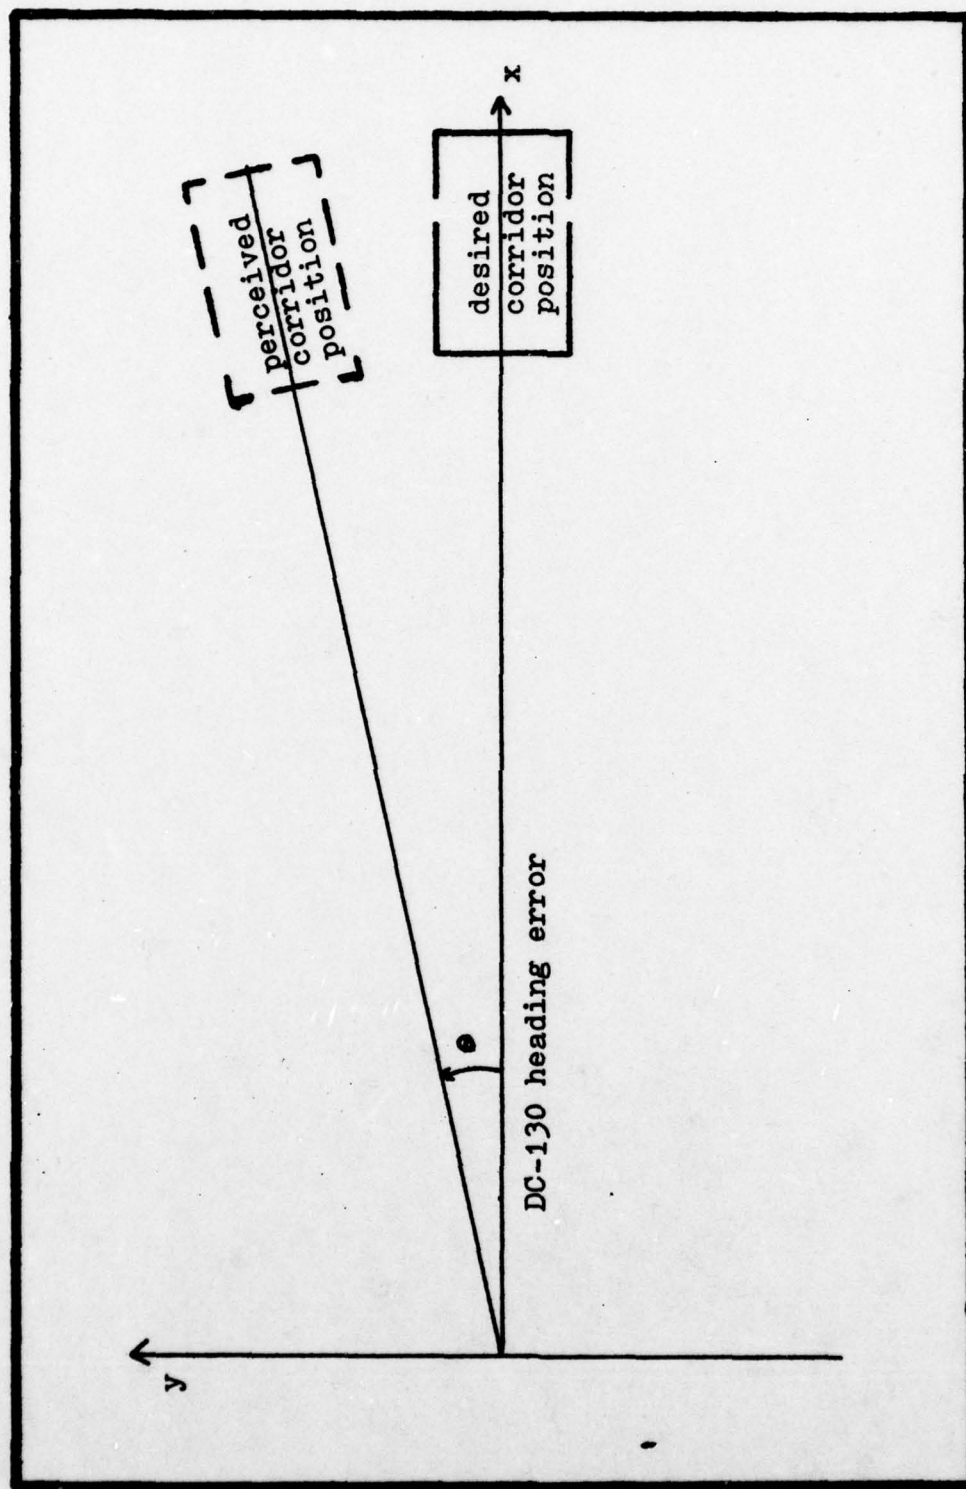 y
perceived
corridor
position
x
desired
corridor
position
θ
DC-130 heading error